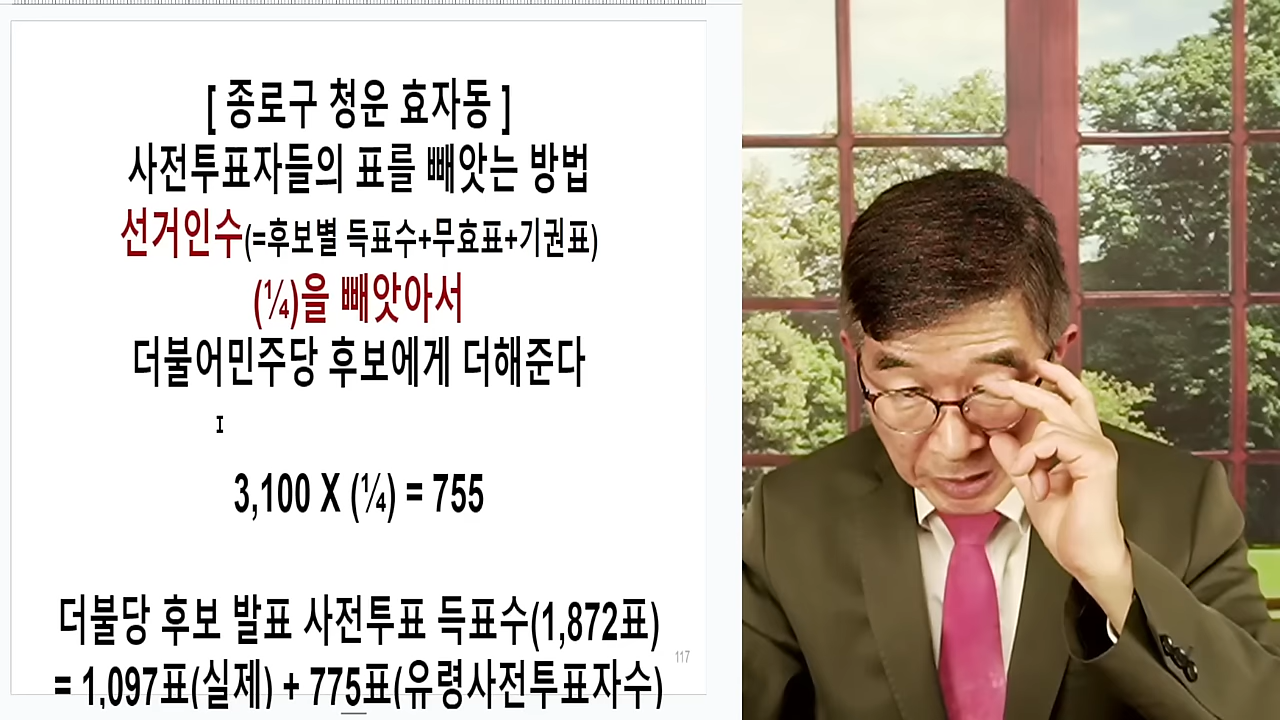 [ 종로구 청운 효자동 ]
사전투표자들의 표를 빼앗는 방법
선거인수(=후보별 득표수+무효표+기권표)
(¼)을 빼앗아서
더불어민주당 후보에게 더해준다
3,100 X (¼) = 755
더불당 후보 발표 사전투표 득표수(1,872표)
= 1,097표(실제) + 775표(유령사전투표자수)
117